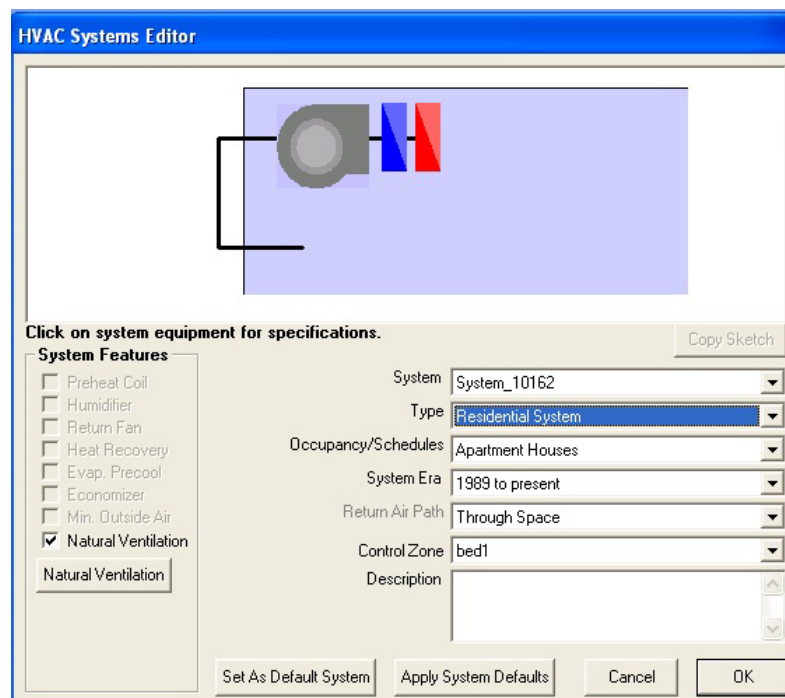 HVAC Systems Editor
Click on system equipment for specifications.
Copy Sketch
System Features
Preheat Coil
Humidifier
Return Fan
Heat Recovery
Evap. Precool
Economizer
Min. Outside Air
Natural Ventilation
Natural Ventilation
System System_10162
Type Residential System
Occupancy/Schedules Apartment Houses
System Era 1989 to present
Return Air Path Through Space
Control Zone bed1
Description
Set As Default System Apply System Defaults Cancel OK